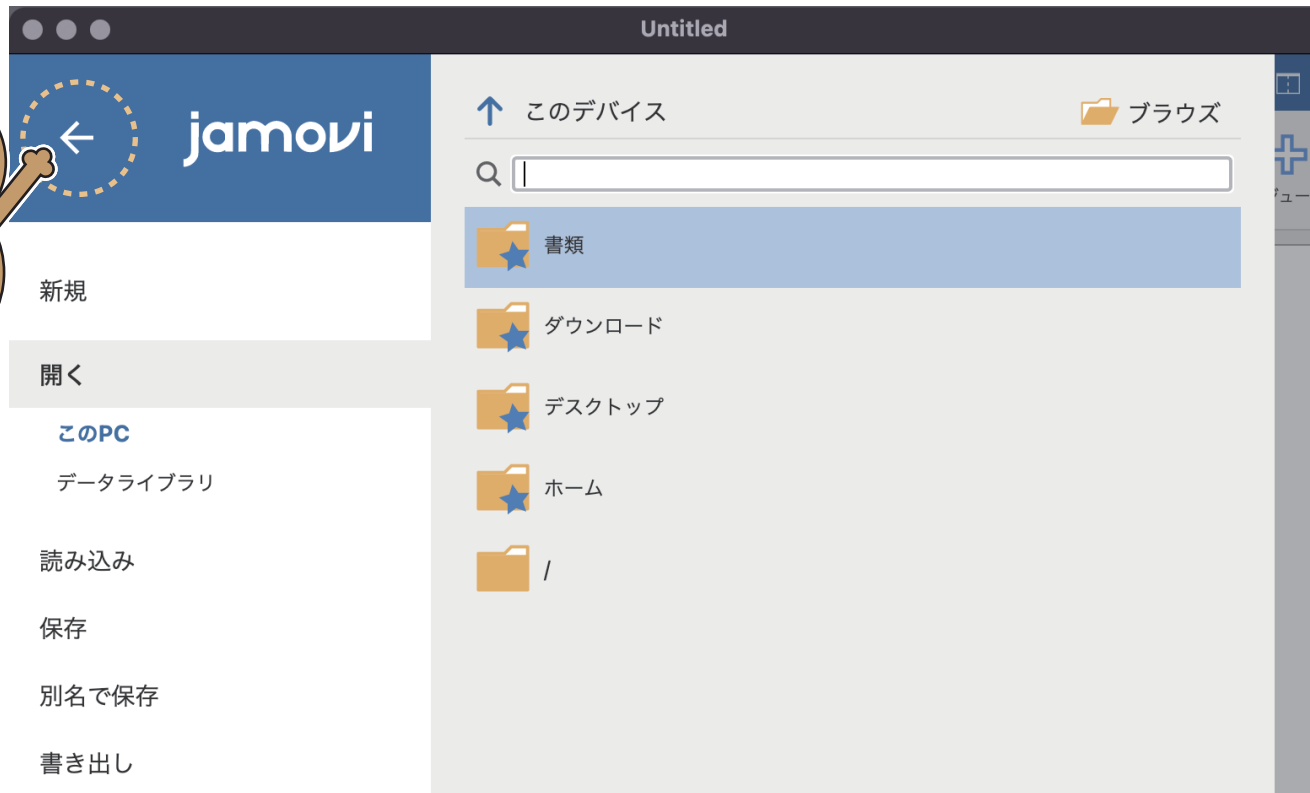 Untitled
jamovi
新規
開く
このPC
データライブラリ
読み込み
保存
別名で保存
書き出し
このデバイス
ブラウズ
書類
ダウンロード
デスクトップ
ホーム
/
ュー